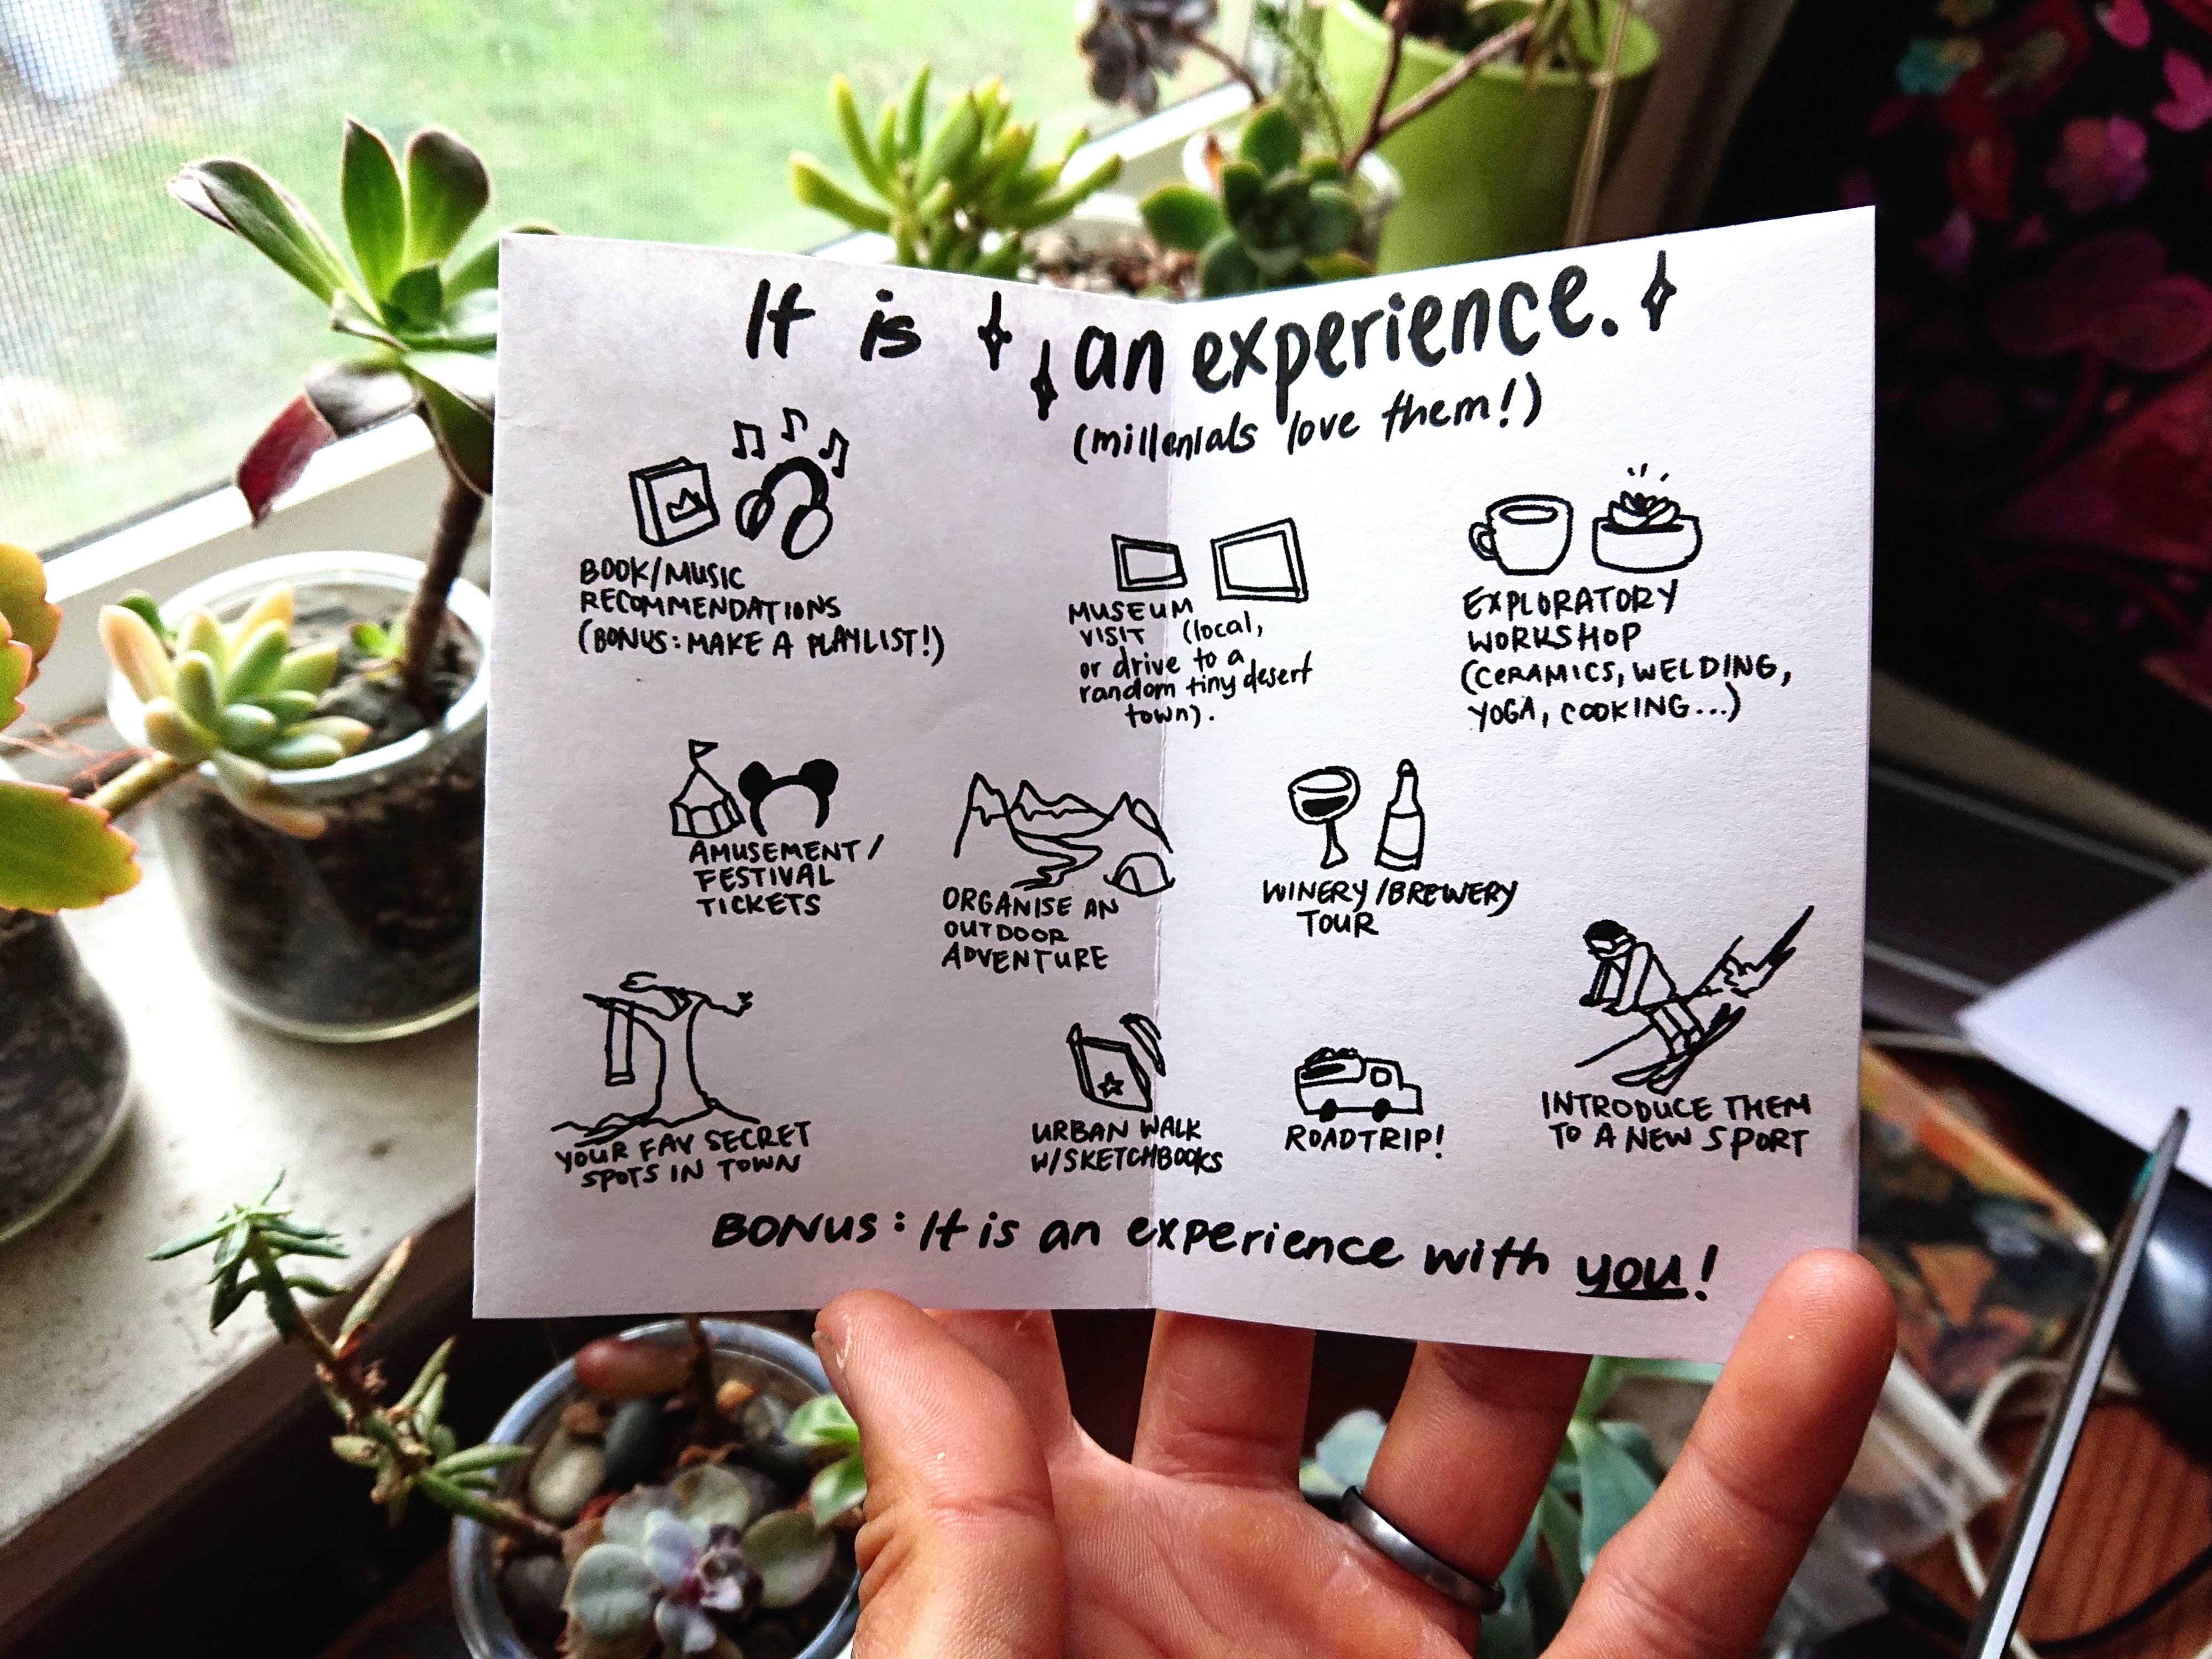 It is an experience.
(millenials love them!)
BOOK/MUSIC
RECOMMENDATIONS
(BONUS: MAKE A PLAYLIST!)
MUSEUM
VISIT (local,
or drive to a
random tiny desert
town).
EXPLORATORY
WORKSHOP
(CERAMICS, WELDING,
YOGA, COOKING...)
AMUSEMENT/
FESTIVAL
TICKETS
ORGANISE AN
OUTDOOR
ADVENTURE
WINERY/BREWERY
TOUR
YOUR FAV SECRET
SPOTS IN TOWN
URBAN WALK
W/SKETCHBOOKS
ROADTRIP!
INTRODUCE THEM
TO A NEW SPORT
BONUS: It is an experience with you!